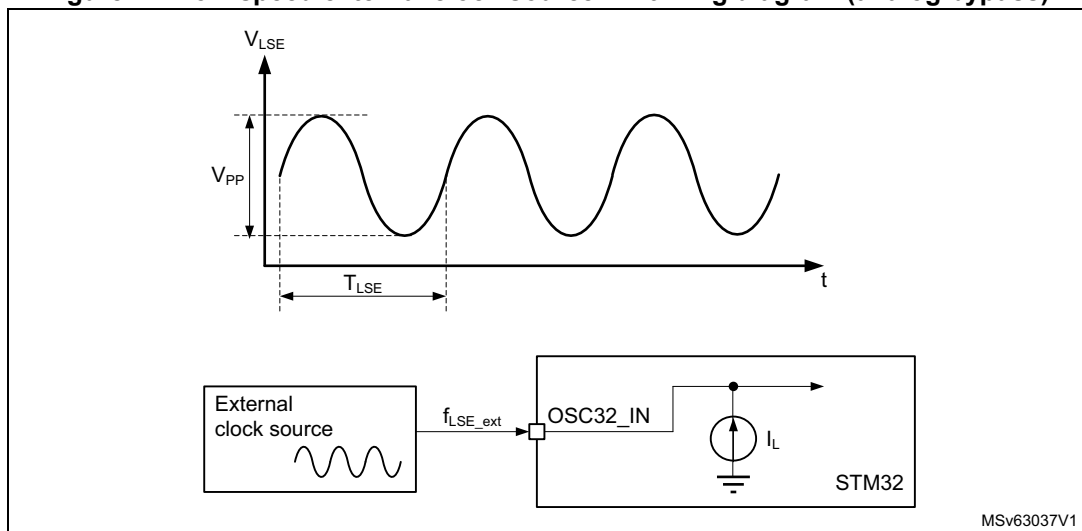 V_LSE
V_PP
T_LSE
t
External
clock source
f_LSE_ext
OSC32_IN
I_L
STM32
MSv63037V1